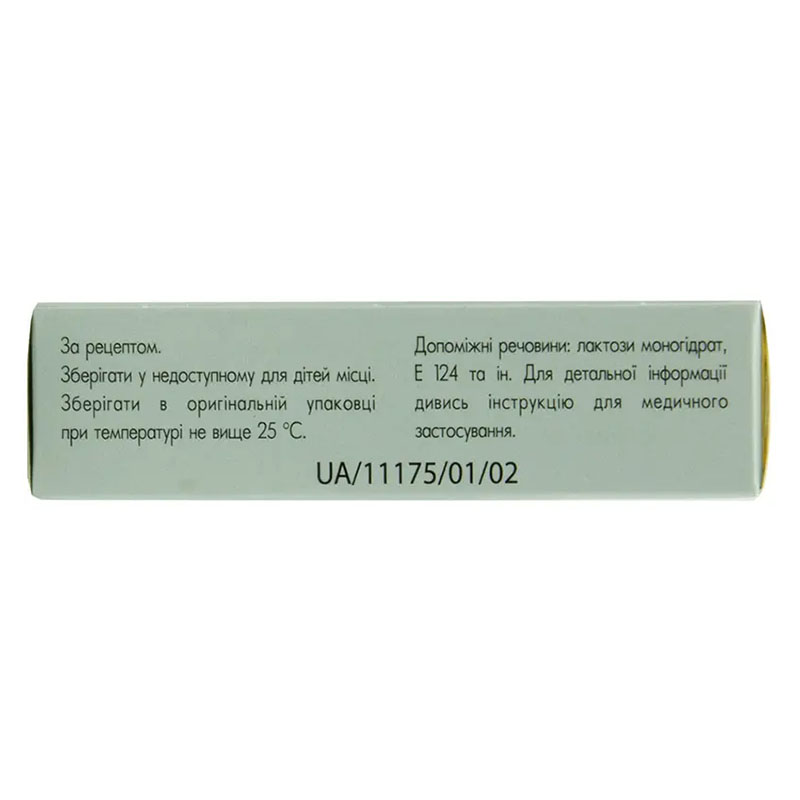 За рецептом.
Зберігати у недоступному для дітей місці.
Зберігати в оригінальній упаковці
при температурі не вище 25 °C.
Допоміжні речовини: лактози моногідрат,
Е 124 та ін. Для детальної інформації
дивись інструкцію для медичного
застосування.
UA/11175/01/02